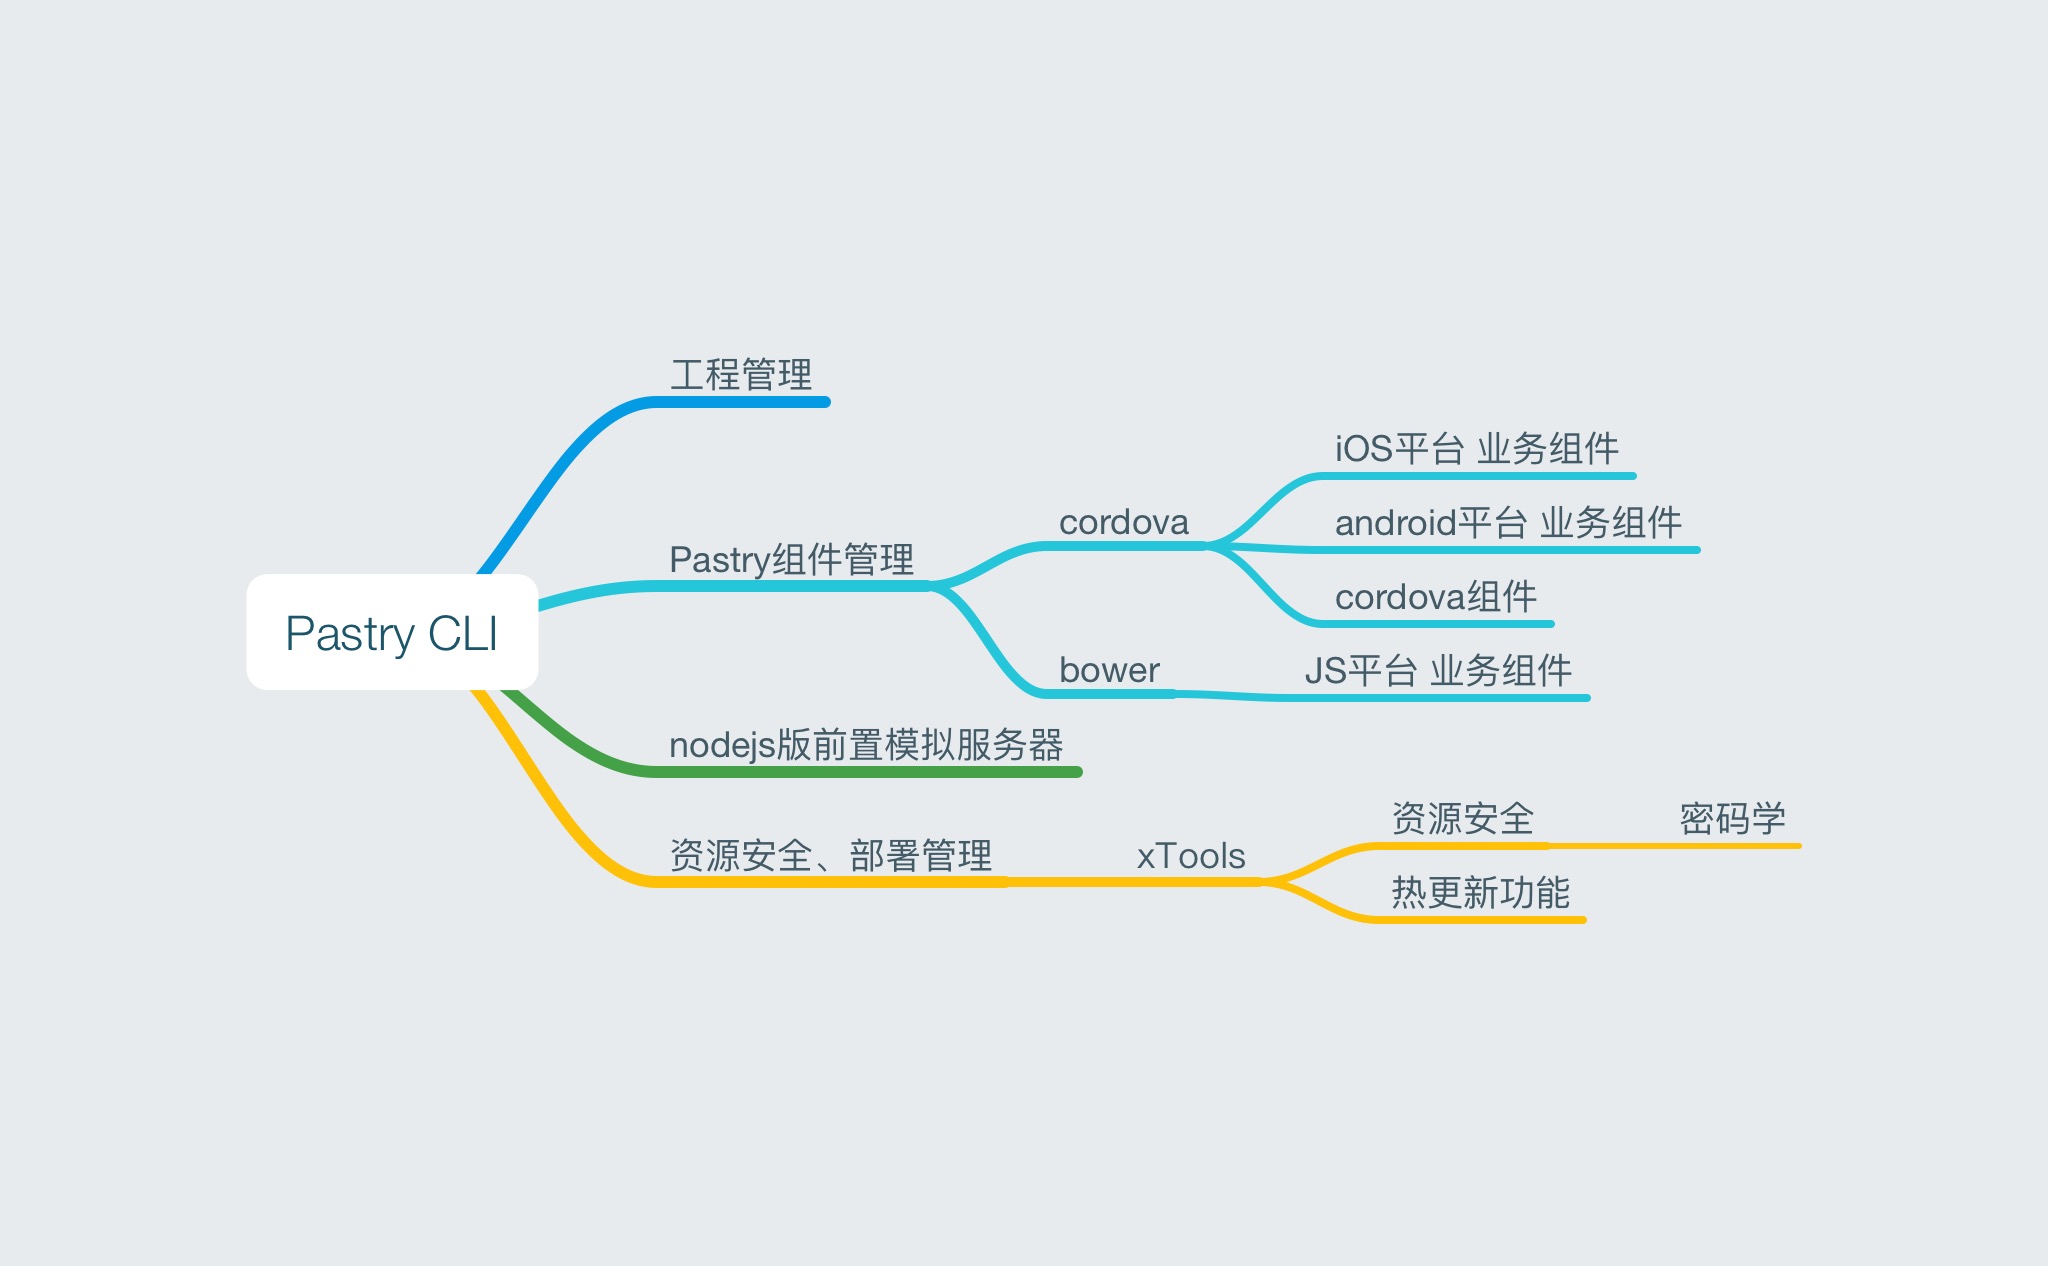 Pastry CLI
工程管理
Pastry组件管理
cordova
iOS平台 业务组件
android平台 业务组件
cordova组件
bower
JS平台 业务组件
nodejs版前置模拟服务器
资源安全、部署管理
xTools
资源安全
密码学
热更新功能